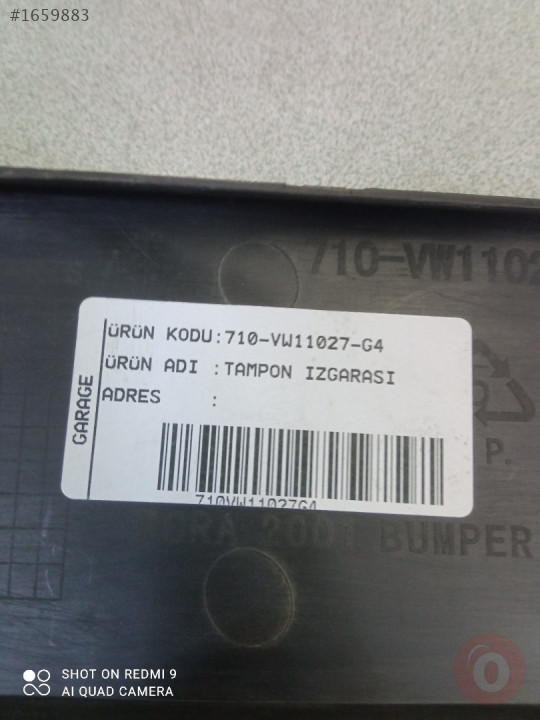 #1659883
710-VW1102
GARAGE
ÜRÜN KODU:710-VW11027-G4
ÜRÜN ADI :TAMPON IZGARASI
ADRES :
710VW11027G4
P.
BUMPER
SHOT ON REDMI 9
AI QUAD CAMERA